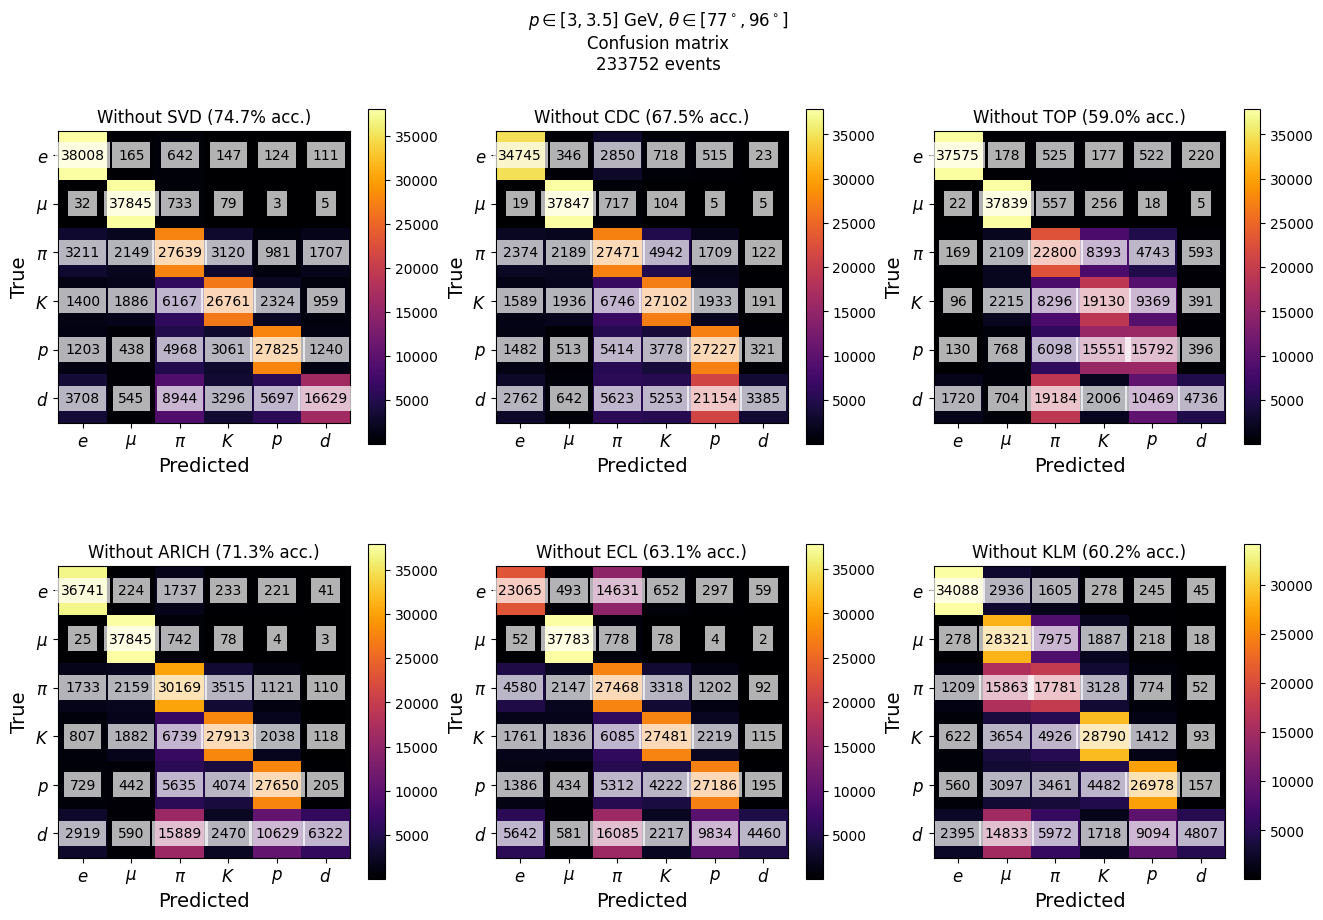 p ∈ [3, 3.5] GeV, θ ∈ [77°, 96°]
Confusion matrix
233752 events
Without SVD (74.7% acc.)
e 38008 165 642 147 124 111
μ 32 37845 733 79 3 5
π 3211 2149 27639 3120 981 1707
K 1400 1886 6167 26761 2324 959
p 1203 438 4968 3061 27825 1240
d 3708 545 8944 3296 5697 16629
e μ π K p d
True
Predicted
35000
30000
25000
20000
15000
10000
5000
Without CDC (67.5% acc.)
e 34745 346 2850 718 515 23
μ 19 37847 717 104 5 5
π 2374 2189 27471 4942 1709 122
K 1589 1936 6746 27102 1933 191
p 1482 513 5414 3778 27227 321
d 2762 642 5623 5253 21154 3385
e μ π K p d
True
Predicted
35000
30000
25000
20000
15000
10000
5000
Without TOP (59.0% acc.)
e 37575 178 525 177 522 220
μ 22 37839 557 256 18 5
π 169 2109 22800 8393 4743 593
K 96 2215 8296 19130 9369 391
p 130 768 6098 15551 15792 396
d 1720 704 19184 2006 10469 4736
e μ π K p d
True
Predicted
35000
30000
25000
20000
15000
10000
5000
Without ARICH (71.3% acc.)
e 36741 224 1737 233 221 41
μ 25 37845 742 78 4 3
π 1733 2159 30169 3515 1121 110
K 807 1882 6739 27913 2038 118
p 729 442 5635 4074 27650 205
d 2919 590 15889 2470 10629 6322
e μ π K p d
True
Predicted
35000
30000
25000
20000
15000
10000
5000
Without ECL (63.1% acc.)
e 23065 493 14631 652 297 59
μ 52 37783 778 78 4 2
π 4580 2147 27468 3318 1202 92
K 1761 1836 6085 27481 2219 115
p 1386 434 5312 4222 27186 195
d 5642 581 16085 2217 9834 4460
e μ π K p d
True
Predicted
35000
30000
25000
20000
15000
10000
5000
Without KLM (60.2% acc.)
e 34088 2936 1605 278 245 45
μ 278 28321 7975 1887 218 18
π 1209 15863 17781 3128 774 52
K 622 3654 4926 28790 1412 93
p 560 3097 3461 4482 26978 157
d 2395 14833 5972 1718 9094 4807
e μ π K p d
True
Predicted
30000
25000
20000
15000
10000
5000